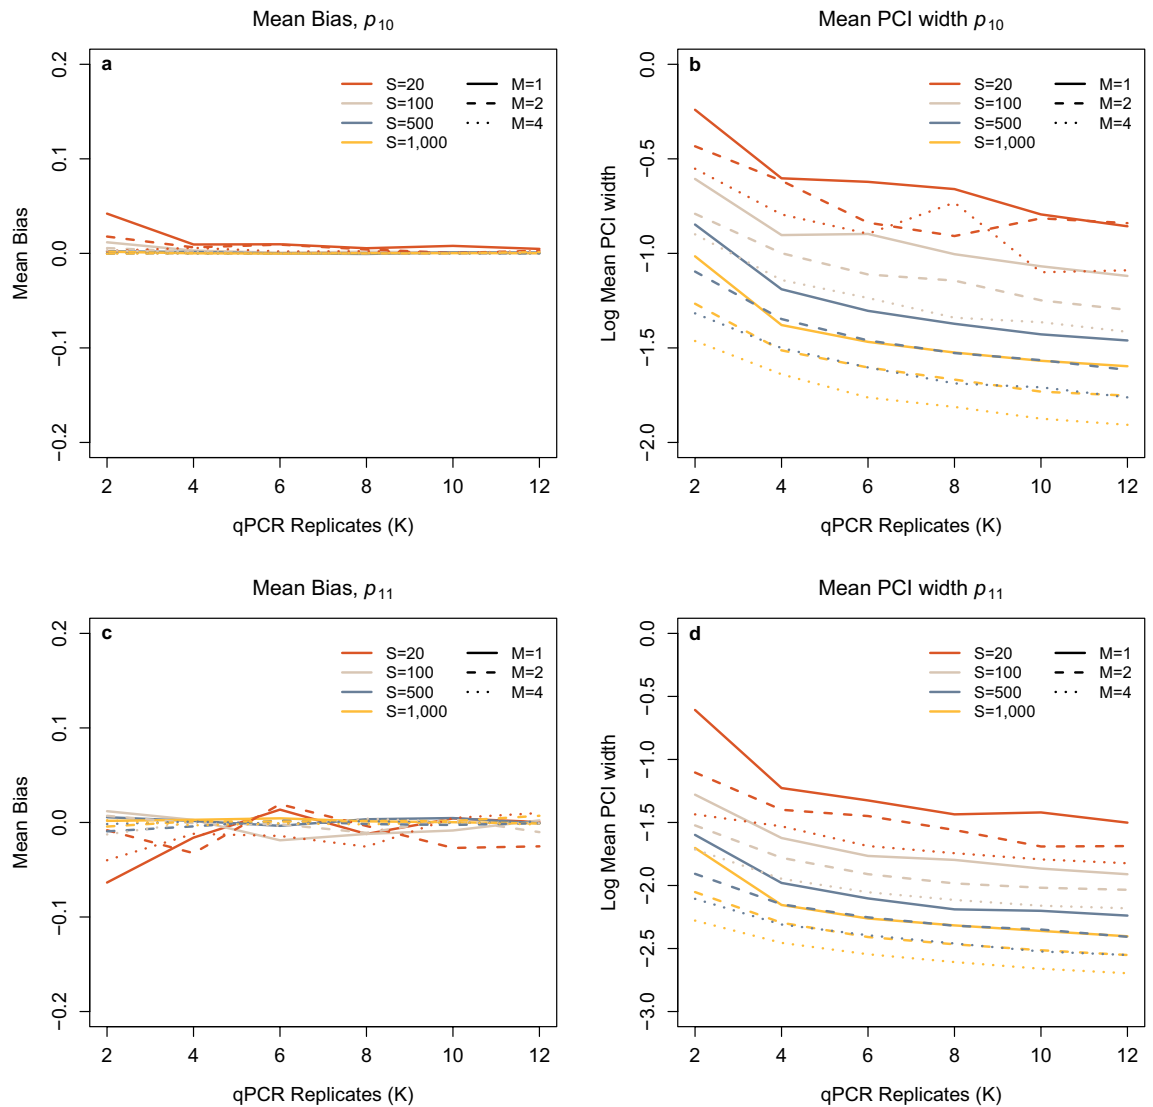 Mean Bias, p10
a
S=20 M=1
S=100 M=2
S=500 M=4
S=1,000
0.2
0.1
0.0
−0.1
−0.2
Mean Bias
2 4 6 8 10 12
qPCR Replicates (K)
Mean PCI width p10
b
S=20 M=1
S=100 M=2
S=500 M=4
S=1,000
0.0
−0.5
−1.0
−1.5
−2.0
Log Mean PCI width
2 4 6 8 10 12
qPCR Replicates (K)
Mean Bias, p11
c
S=20 M=1
S=100 M=2
S=500 M=4
S=1,000
0.2
0.1
0.0
−0.1
−0.2
Mean Bias
2 4 6 8 10 12
qPCR Replicates (K)
Mean PCI width p11
d
S=20 M=1
S=100 M=2
S=500 M=4
S=1,000
0.0
−0.5
−1.0
−1.5
−2.0
−2.5
−3.0
Log Mean PCI width
2 4 6 8 10 12
qPCR Replicates (K)